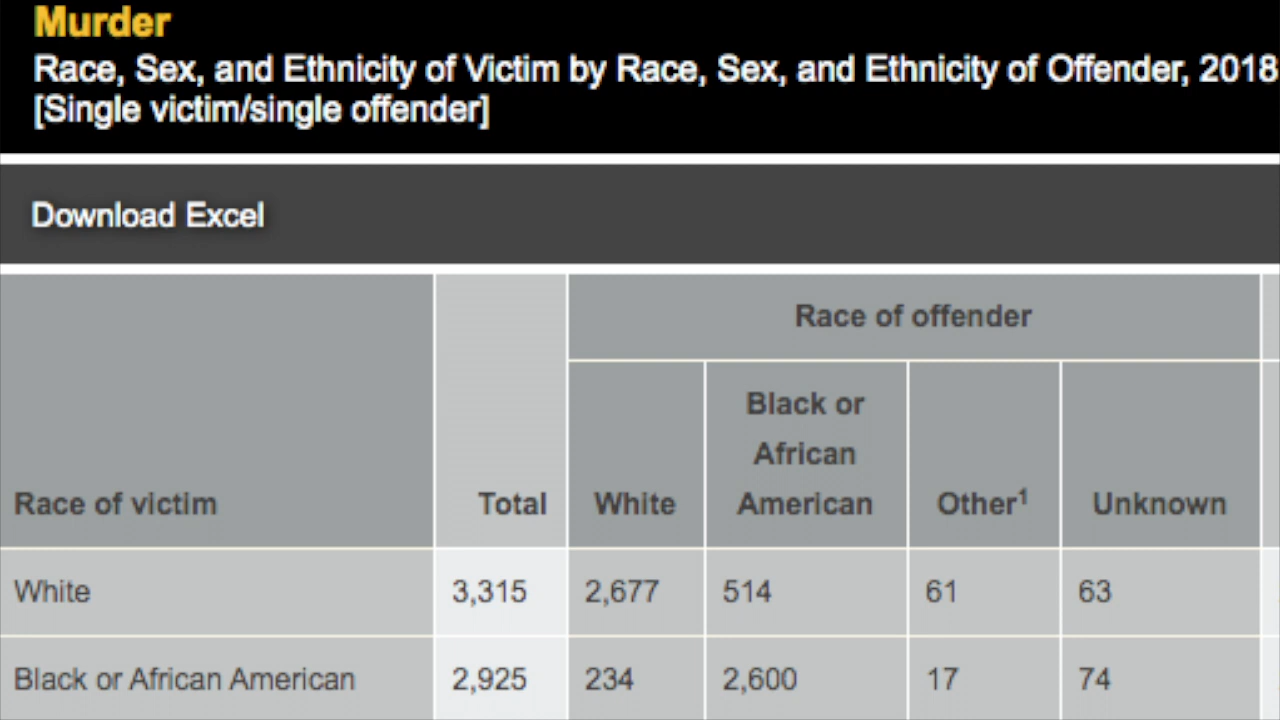 Murder
Race, Sex, and Ethnicity of Victim by Race, Sex, and Ethnicity of Offender, 2018
[Single victim/single offender]
Download Excel
Race of offender
Black or
African
Race of victim Total White American Other¹ Unknown
White 3,315 2,677 514 61 63
Black or African American 2,925 234 2,600 17 74